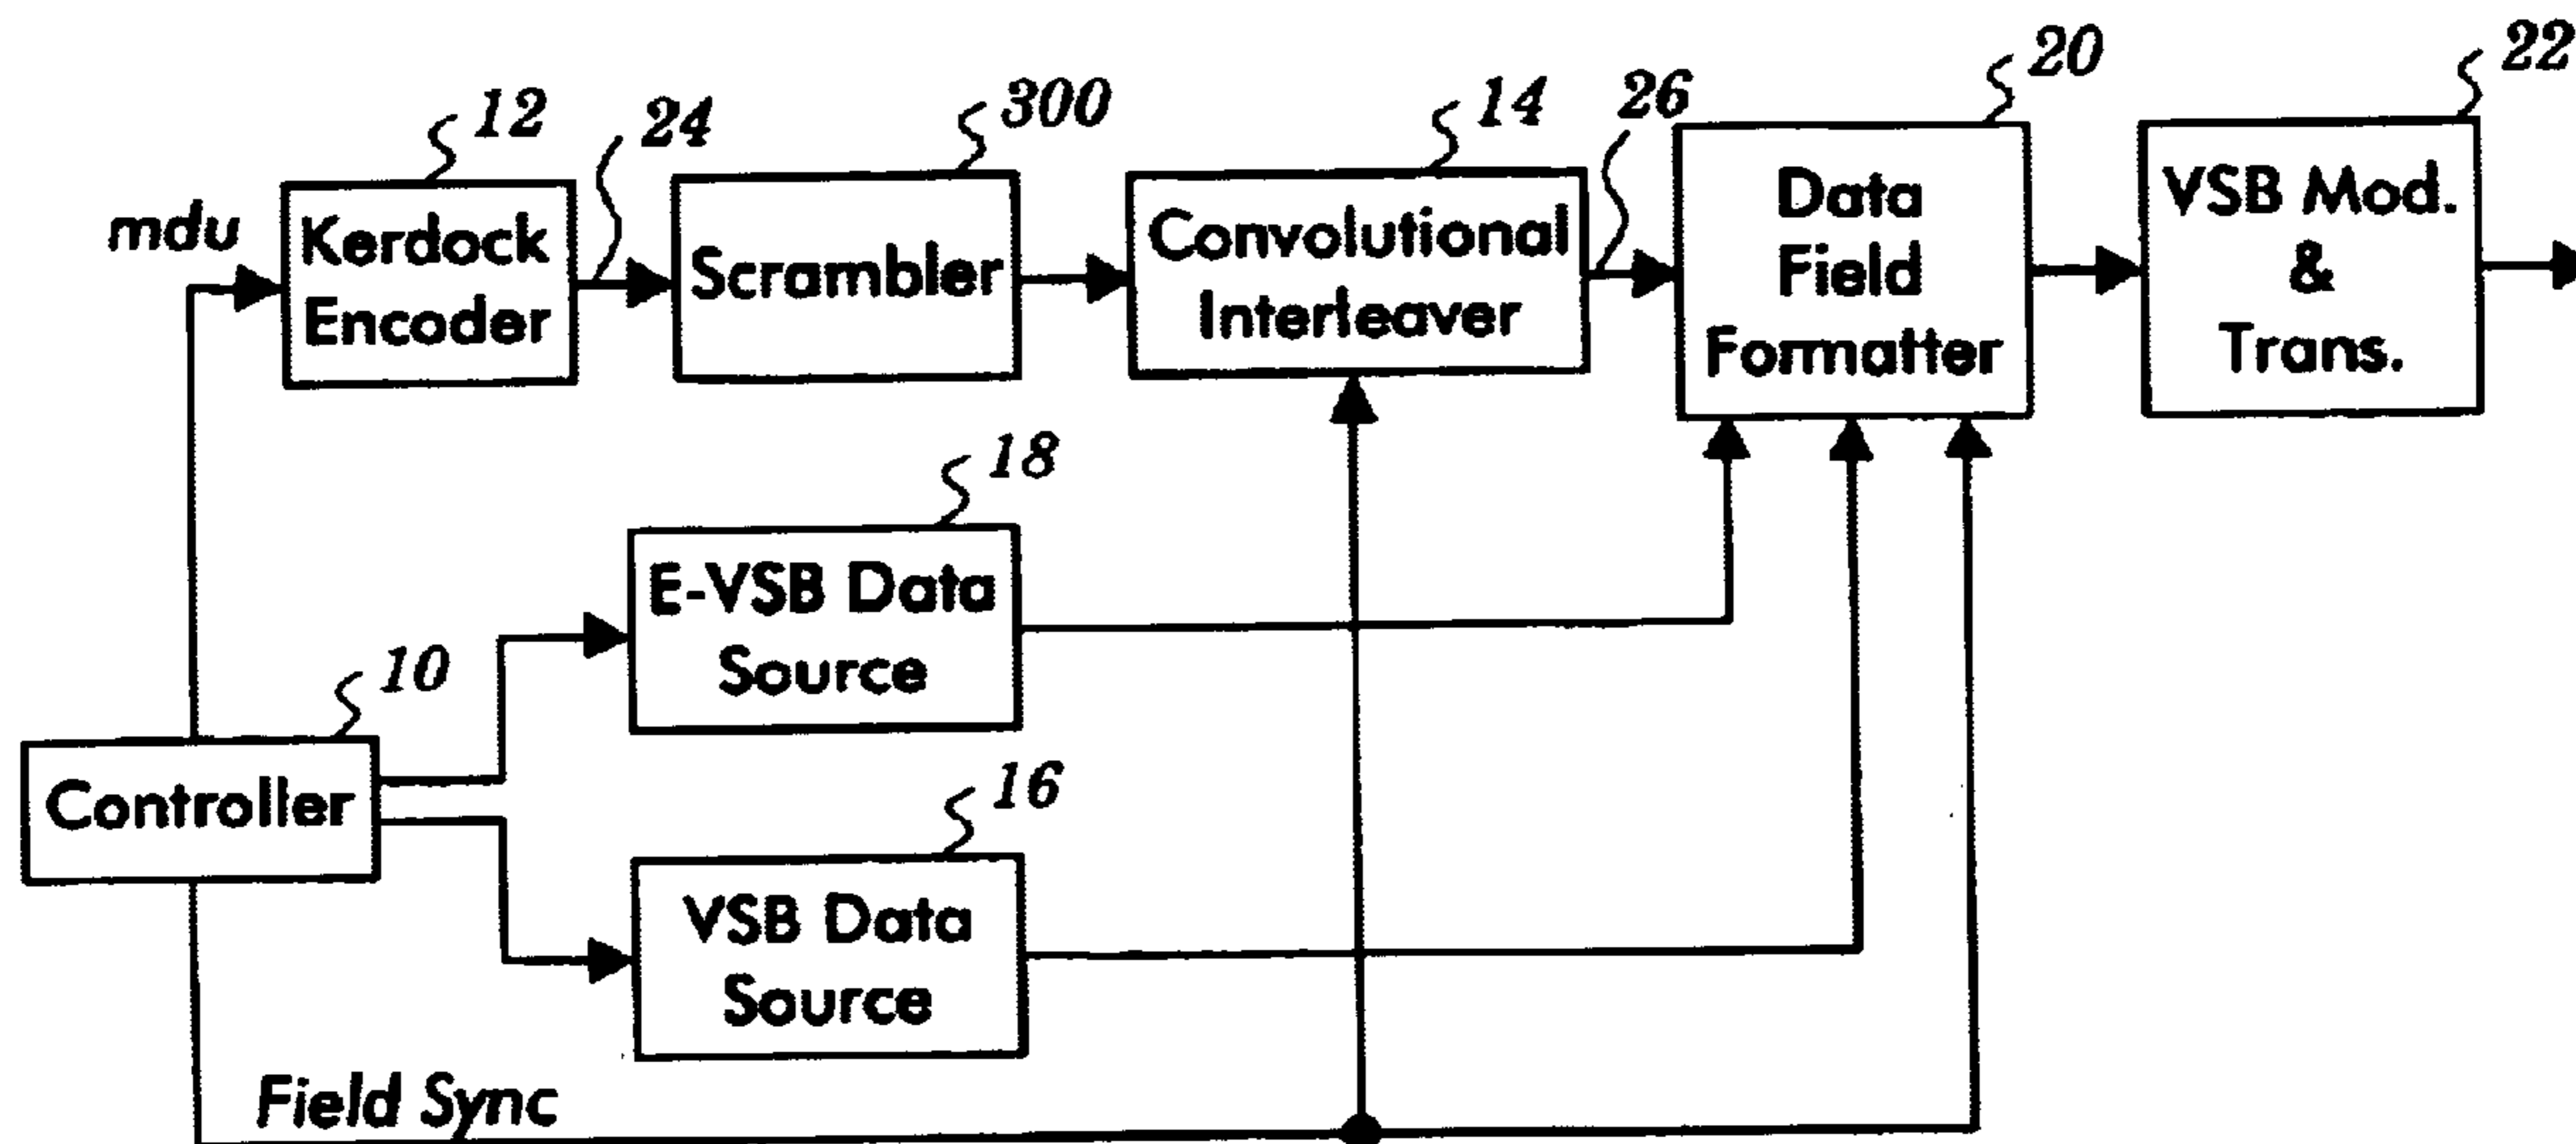 12
24
300
14
26
20
22
mdu
Kerdock
Encoder
Scrambler
Convolutional
Interleaver
Data
Field
Formatter
VSB Mod.
&
Trans.
18
E-VSB Data
Source
10
Controller
16
VSB Data
Source
Field Sync